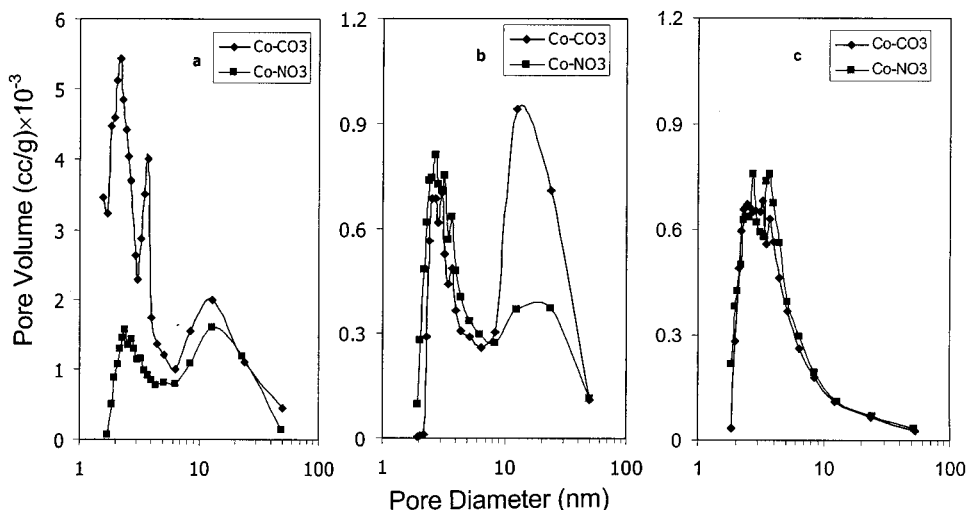 Pore Volume (cc/g)×10⁻³
6
5
4
3
2
1
0
a
Co-CO3
Co-NO3
1 10 100
1.2
0.9
0.6
0.3
0
b
Co-CO3
Co-NO3
1 10 100
1.2
0.9
0.6
0.3
0
c
Co-CO3
Co-NO3
1 10 100
Pore Diameter (nm)